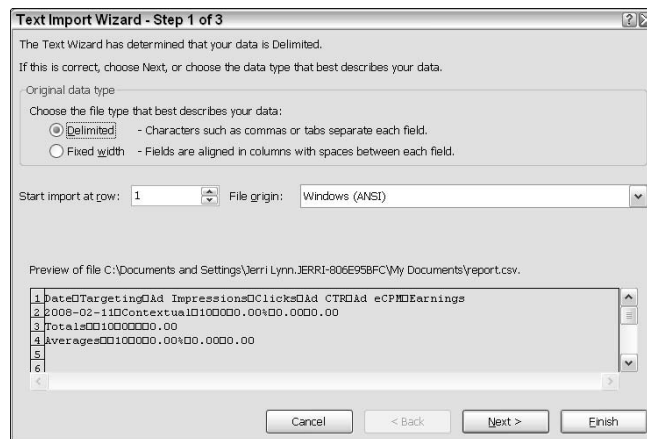 Text Import Wizard - Step 1 of 3
The Text Wizard has determined that your data is Delimited.
If this is correct, choose Next, or choose the data type that best describes your data.
Original data type
Choose the file type that best describes your data:
Delimited - Characters such as commas or tabs separate each field.
Fixed width - Fields are aligned in columns with spaces between each field.
Start import at row: 1 File origin: Windows (ANSI)
Preview of file C:\Documents and Settings\Jerri Lynn.JERRI-806E95BFC\My Documents\report.csv.
1 Date□Targeting□Ad Impressions□Clicks□Ad CTR□Ad eCPM□Earnings
2 2008-02-11□Contextual□10□0□0.00%□0.00□0.00
3 Totals□□10□0□□□0.00
4 Averages□□10□0□0.00%□0.00□0.00
5
6
Cancel < Back Next > Finish